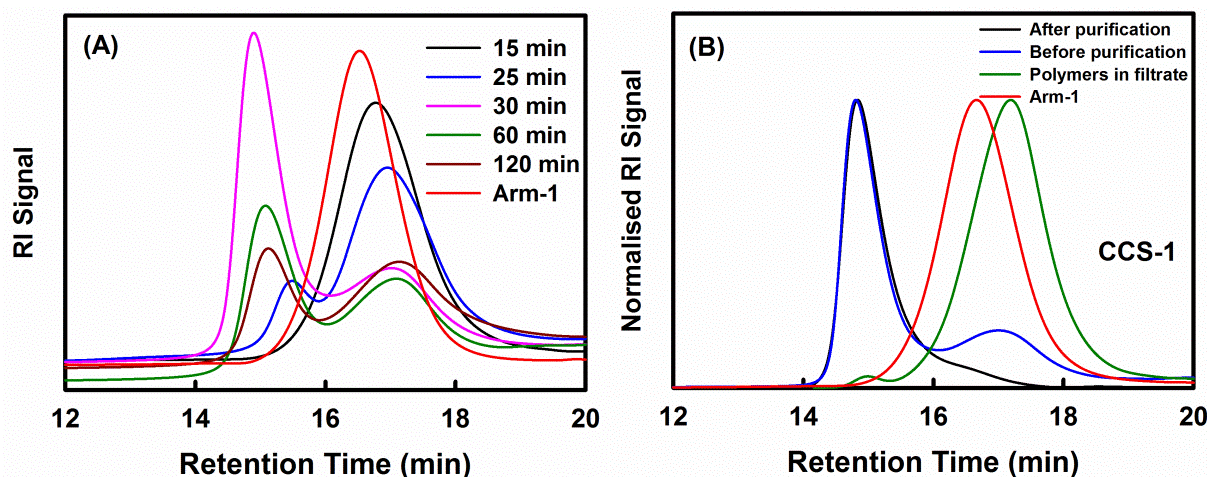 (A)
15 min
25 min
30 min
60 min
120 min
Arm-1
RI Signal
12 14 16 18 20
Retention Time (min)
(B)
After purification
Before purification
Polymers in filtrate
Arm-1
CCS-1
Normalised RI Signal
12 14 16 18 20
Retention Time (min)